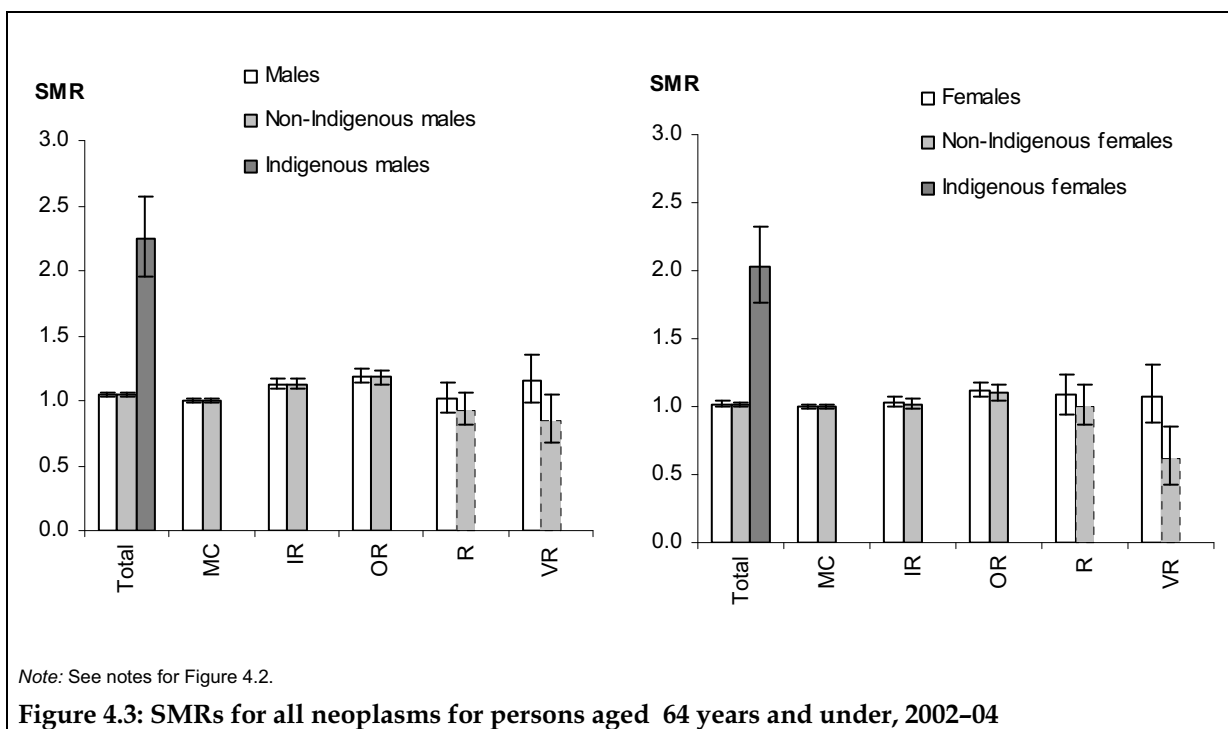 SMR
Males
Non-Indigenous males
Indigenous males
3.0
2.5
2.0
1.5
1.0
0.5
0.0
Total
MC
IR
OR
R
VR
SMR
Females
Non-Indigenous females
Indigenous females
3.0
2.5
2.0
1.5
1.0
0.5
0.0
Total
MC
IR
OR
R
VR
Note: See notes for Figure 4.2.
Figure 4.3: SMRs for all neoplasms for persons aged 64 years and under, 2002–04